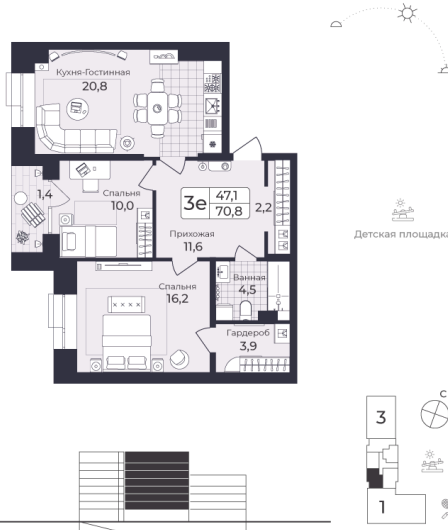 Кухня-Гостинная
20,8
1,4
Спальня
10,0
3е
47,1
70,8
2,2
Прихожая
11,6
Детская площадка
Спальня
16,2
Ванная
4,5
Гардероб
3,9
С
3
1